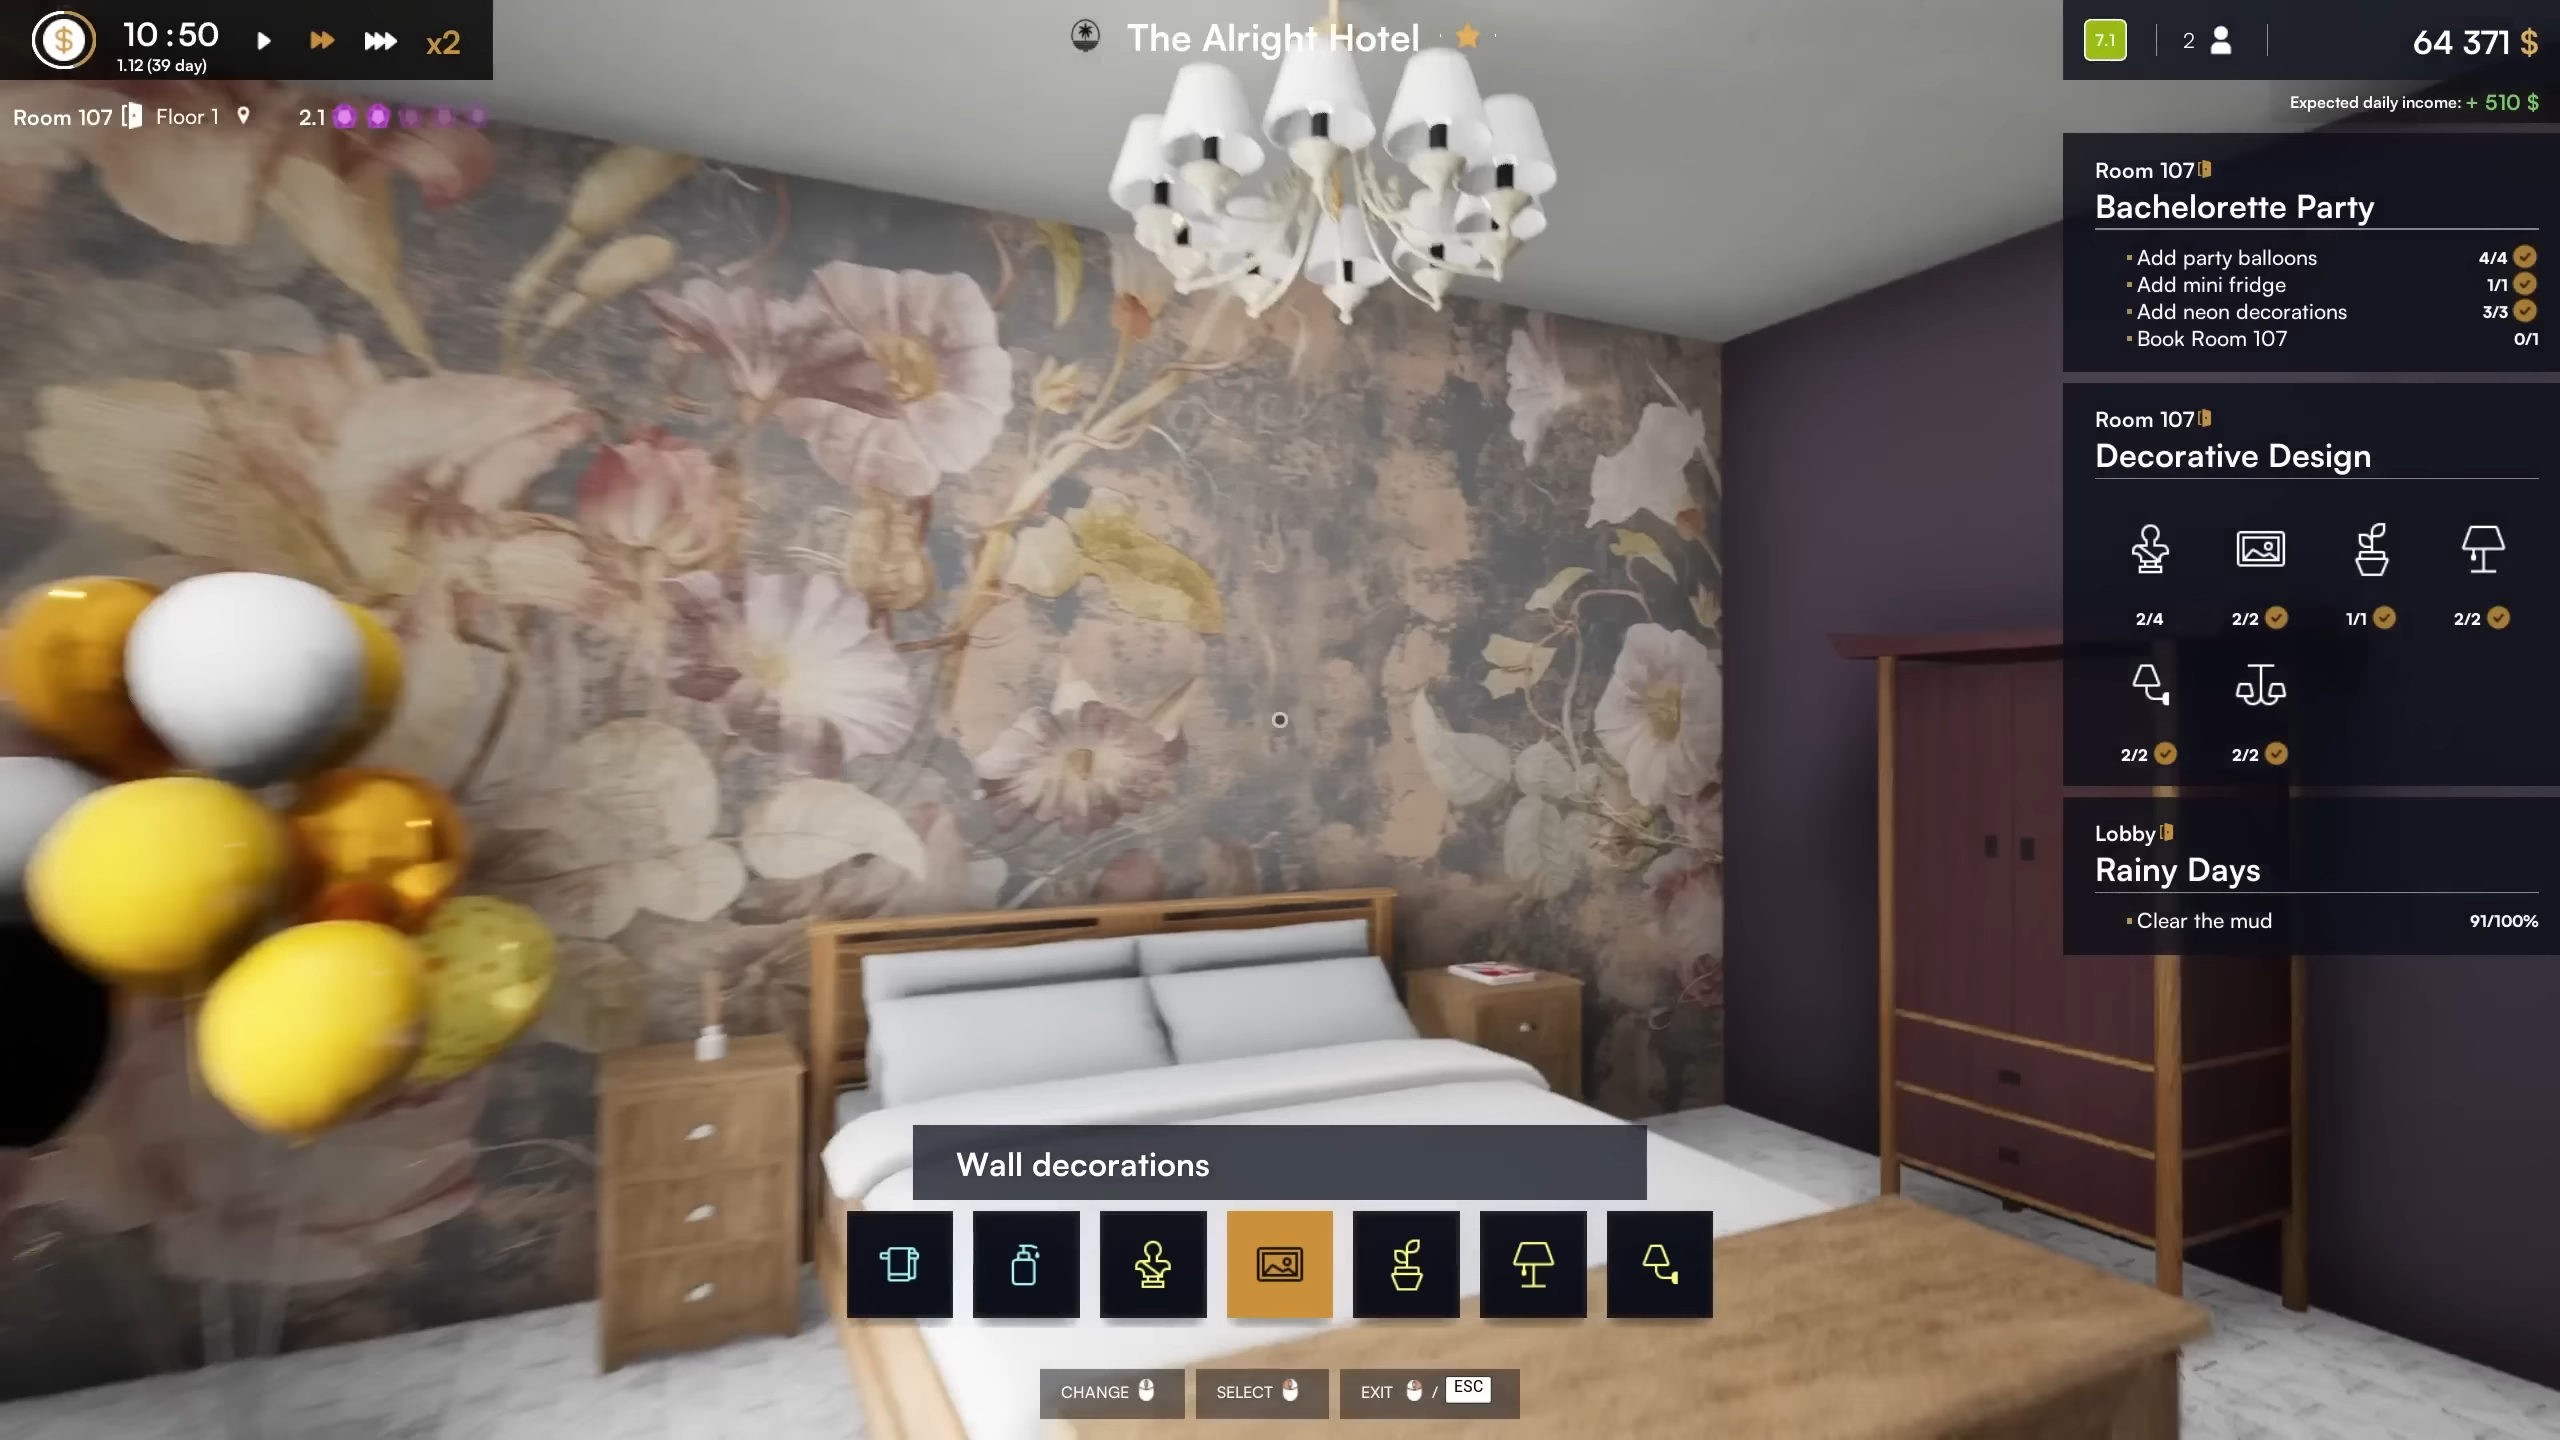 10:50
x2
1.12 (39 day)
The Alright Hotel
7.1
2
64 371 $
Expected daily income: + 510 $
Room 107
Floor 1
2.1
Room 107
Bachelorette Party
Add party balloons 4/4
Add mini fridge 1/1
Add neon decorations 3/3
Book Room 107 0/1
Room 107
Decorative Design
2/4 2/2 1/1 2/2
2/2 2/2
Lobby
Rainy Days
Clear the mud 91/100%
Wall decorations
CHANGE
SELECT
EXIT / ESC